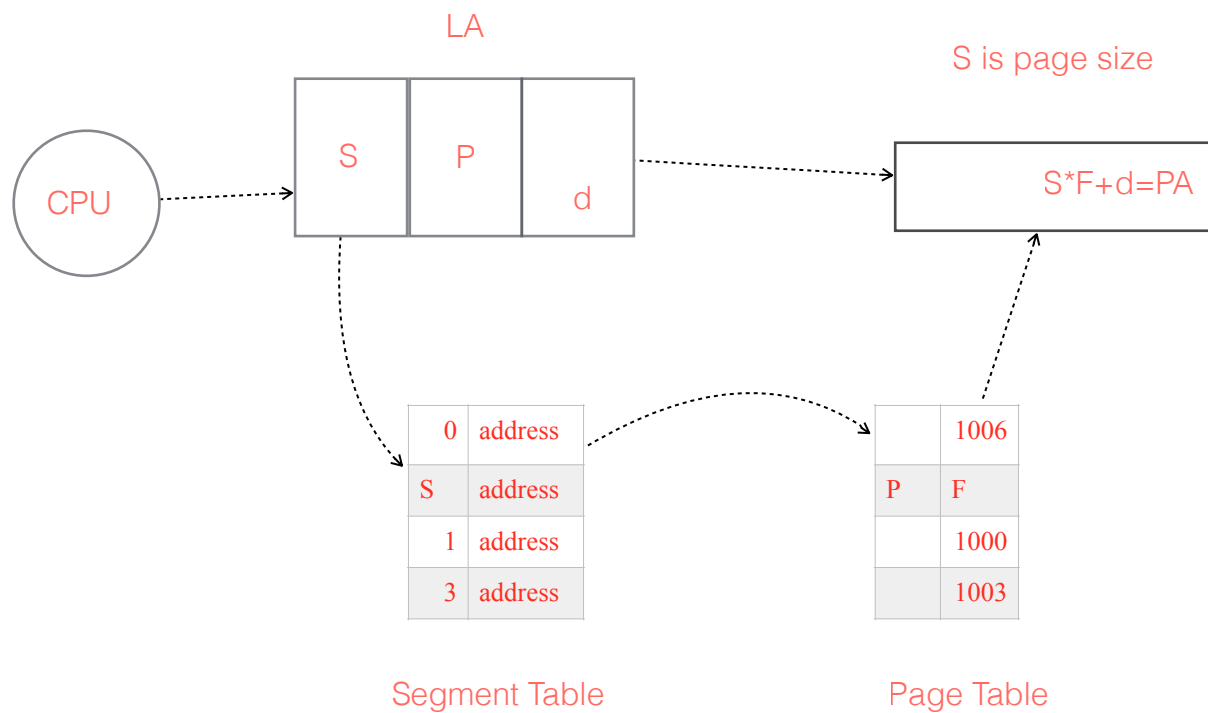 LA
S is page size
CPU
S
P
d
S*F+d=PA
0 address
S address
1 address
3 address
1006
P F
1000
1003
Segment Table
Page Table